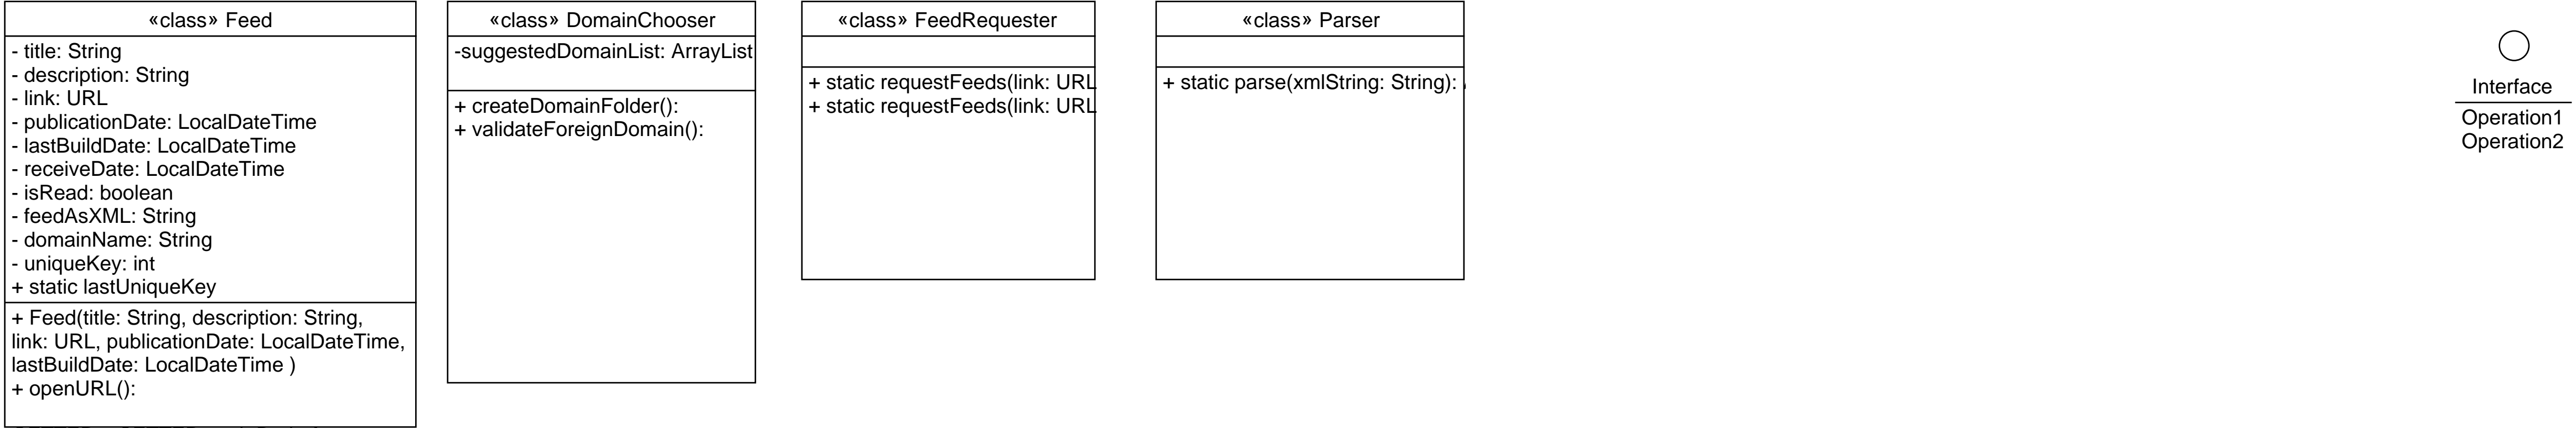 «class» Feed
- title: String
- description: String
- link: URL
- publicationDate: LocalDateTime
- lastBuildDate: LocalDateTime
- receiveDate: LocalDateTime
- isRead: boolean
- feedAsXML: String
- domainName: String
- uniqueKey: int
+ static lastUniqueKey
+ Feed(title: String, description: String,
link: URL, publicationDate: LocalDateTime,
lastBuildDate: LocalDateTime )
+ openURL():
«class» DomainChooser
-suggestedDomainList: ArrayList
+ createDomainFolder():
+ validateForeignDomain():
«class» FeedRequester
+ static requestFeeds(link: URL
+ static requestFeeds(link: URL
«class» Parser
+ static parse(xmlString: String):
Interface
Operation1
Operation2